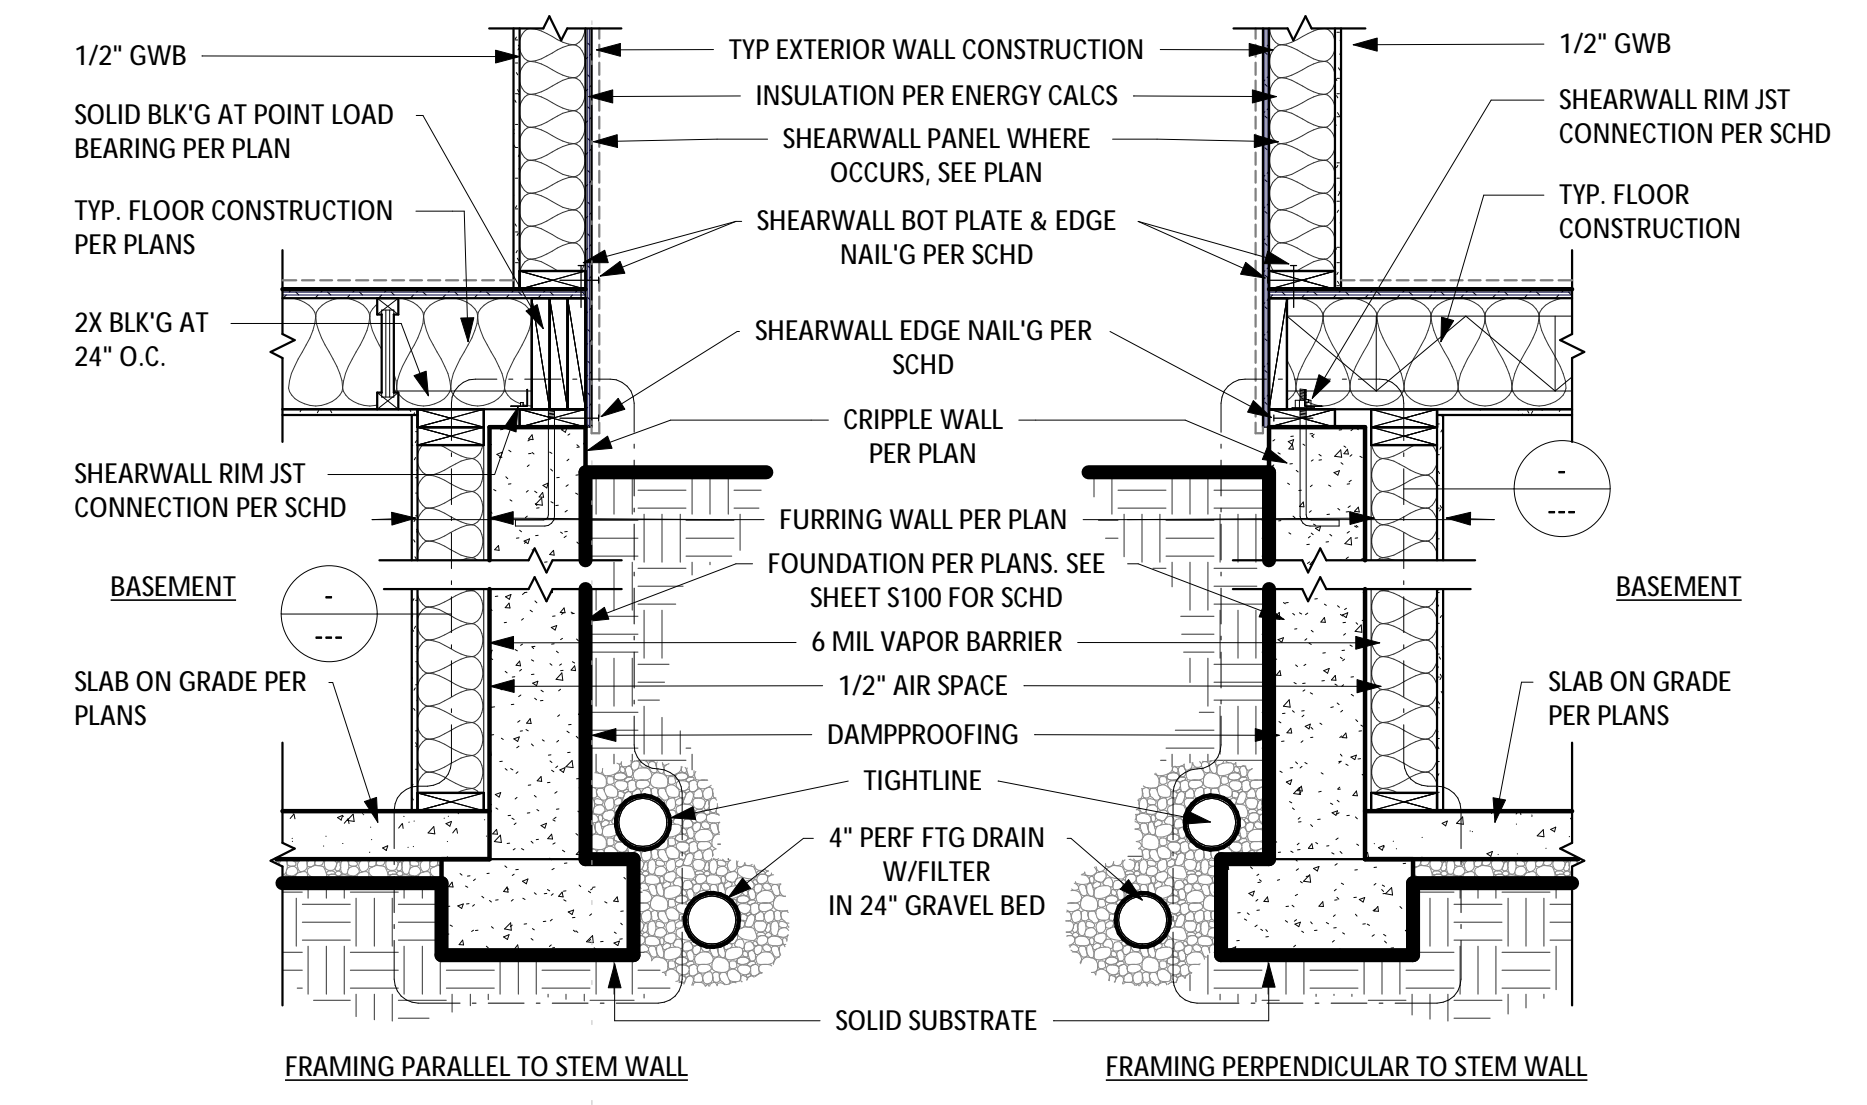 1/2" GWB
SOLID BLK'G AT POINT LOAD
BEARING PER PLAN
TYP. FLOOR CONSTRUCTION
PER PLANS
2X BLK'G AT
24" O.C.
SHEARWALL RIM JST
CONNECTION PER SCHD
BASEMENT
-
---
SLAB ON GRADE PER
PLANS
TYP EXTERIOR WALL CONSTRUCTION
INSULATION PER ENERGY CALCS
SHEARWALL PANEL WHERE
OCCURS, SEE PLAN
SHEARWALL BOT PLATE & EDGE
NAIL'G PER SCHD
SHEARWALL EDGE NAIL'G PER
SCHD
CRIPPLE WALL
PER PLAN
FURRING WALL PER PLAN
FOUNDATION PER PLANS. SEE
SHEET S100 FOR SCHD
6 MIL VAPOR BARRIER
1/2" AIR SPACE
DAMPPROOFING
TIGHTLINE
4" PERF FTG DRAIN
W/FILTER
IN 24" GRAVEL BED
SOLID SUBSTRATE
1/2" GWB
SHEARWALL RIM JST
CONNECTION PER SCHD
TYP. FLOOR
CONSTRUCTION
-
---
BASEMENT
SLAB ON GRADE
PER PLANS
FRAMING PARALLEL TO STEM WALL
FRAMING PERPENDICULAR TO STEM WALL